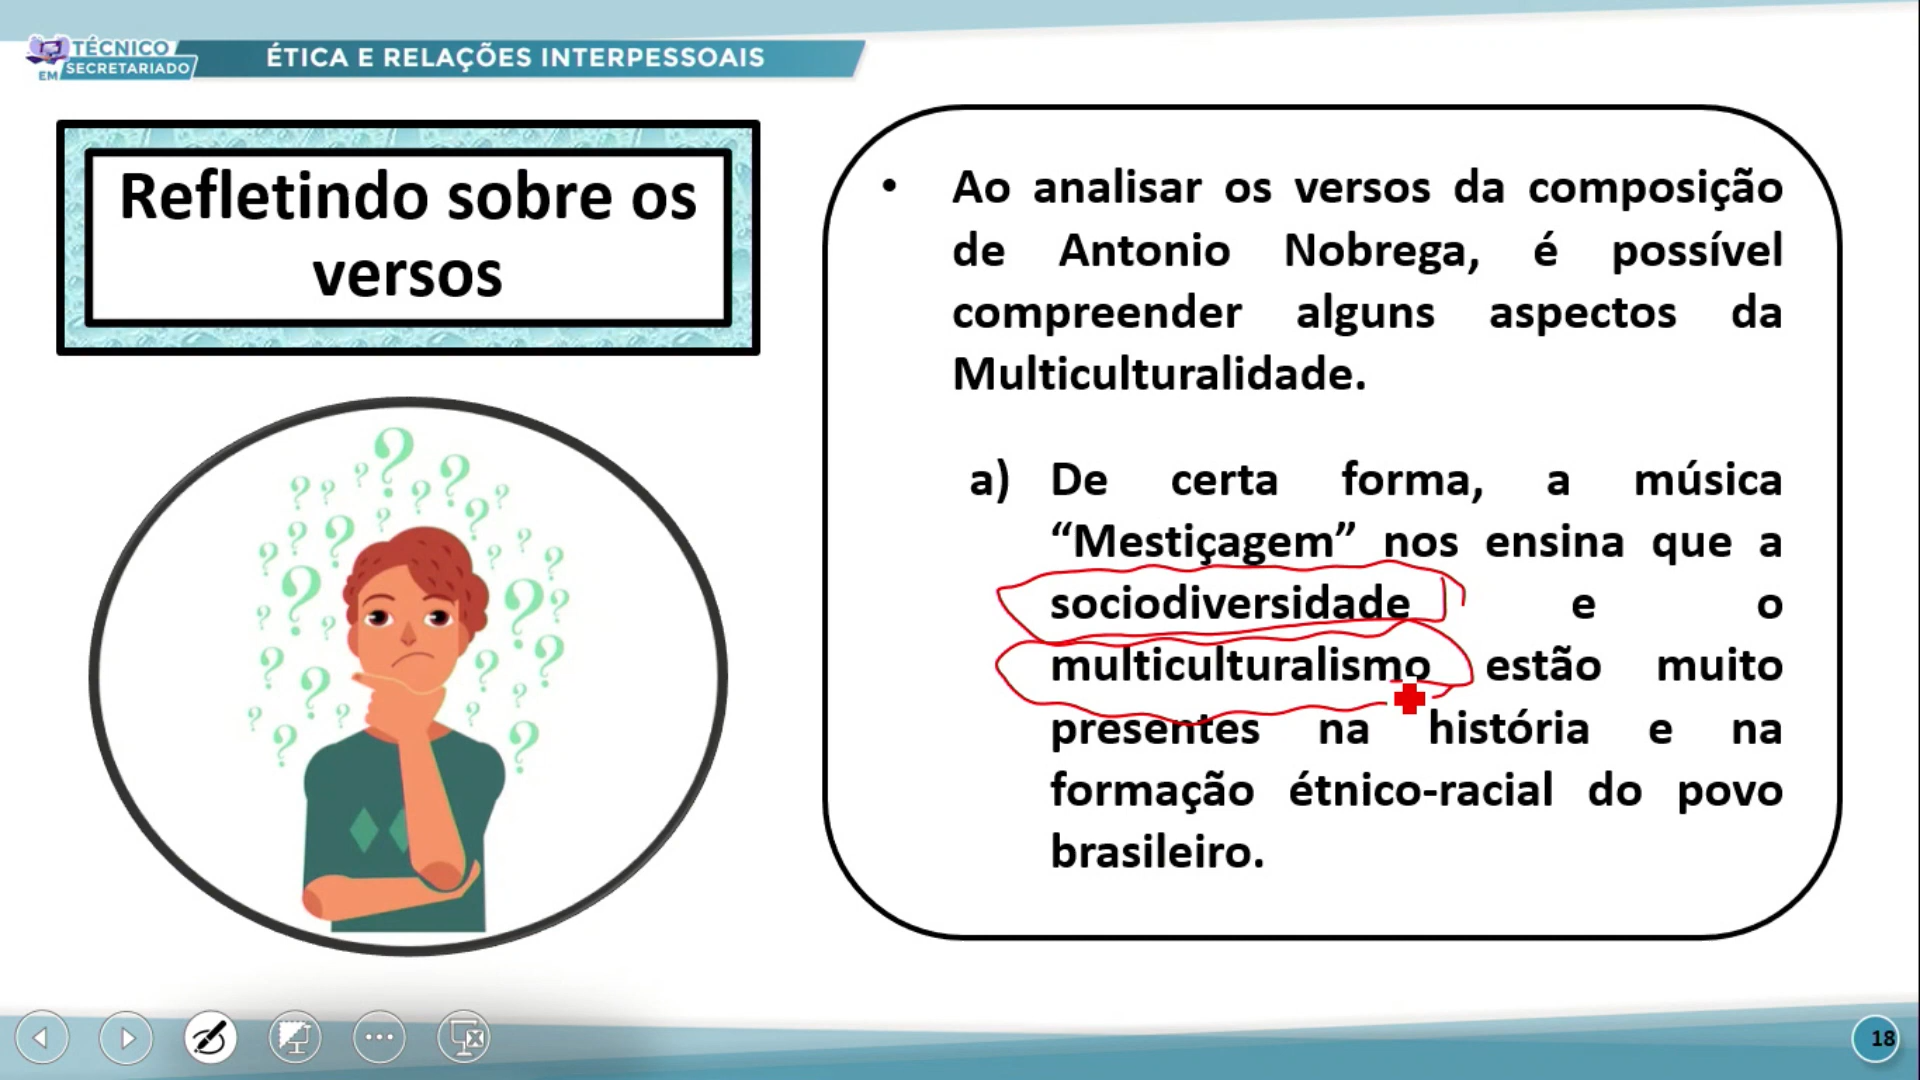 TÉCNICO
EM SECRETARIADO
ÉTICA E RELAÇÕES INTERPESSOAIS
Refletindo sobre os
versos
• Ao analisar os versos da composição
de Antonio Nobrega, é possível
compreender alguns aspectos da
Multiculturalidade.
a) De certa forma, a música
“Mestiçagem” nos ensina que a
sociodiversidade e o
multiculturalismo estão muito
presentes na história e na
formação étnico-racial do povo
brasileiro.
18